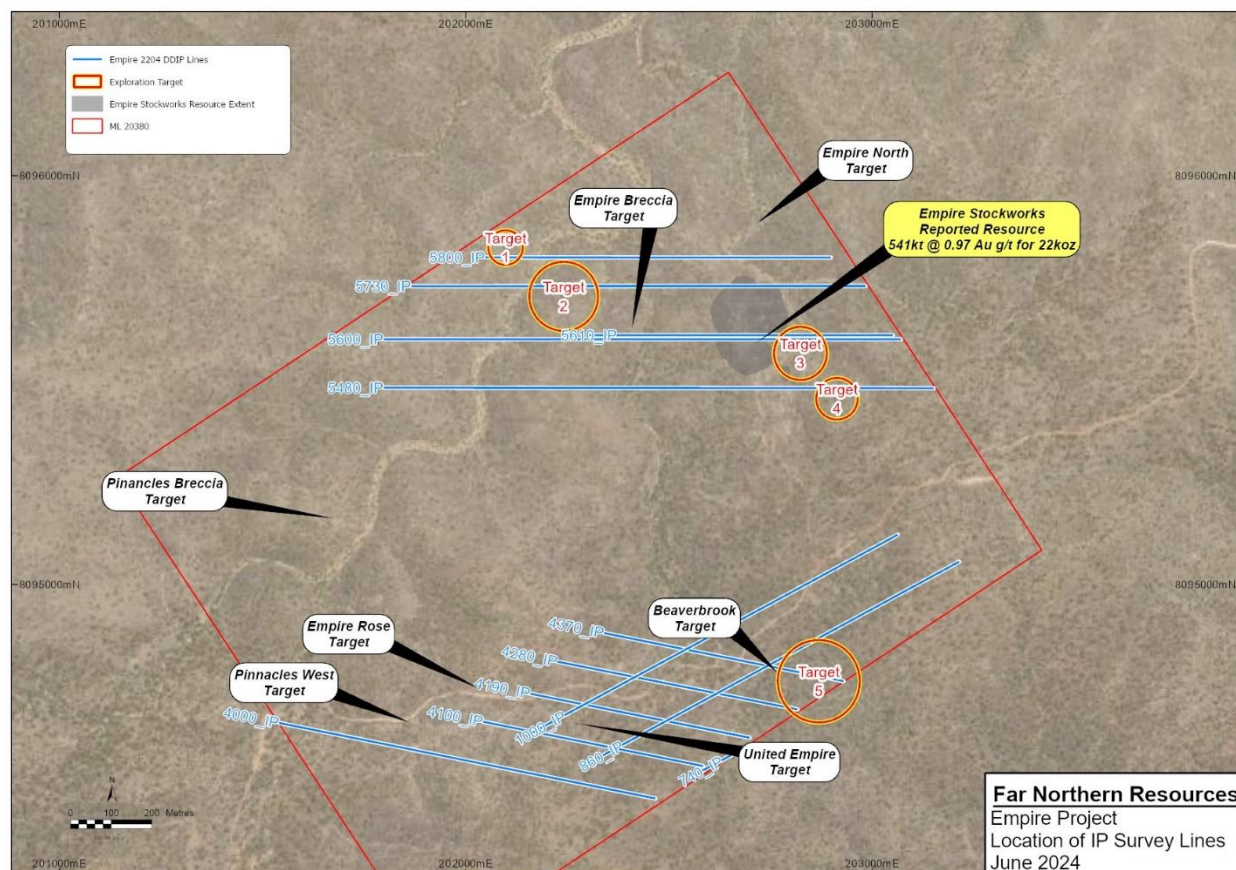 201000mE
202000mE
203000mE
Empire 2204 DDIP Lines
Exploration Target
Empire Stockworks Resource Extent
ML 20380
8096000mN
8096000mN
Empire North
Target
Empire Breccia
Target
Empire Stockworks
Reported Resource
541kt @ 0.97 Au g/t for 22koz
Target
1
5800_IP
5730_IP
Target
2
5610_IP
5600_IP
Target
3
5480_IP
Target
4
Pinancles Breccia
Target
8095000mN
8095000mN
Empire Rose
Target
Beaverbrook
Target
4370_IP
4280_IP
Pinnacles West
Target
4190_IP
Target
5
4000_IP
4100_IP
1080_IP
860_IP
740_IP
United Empire
Target
N
0 100 200 Metres
Far Northern Resources
Empire Project
Location of IP Survey Lines
June 2024
201000mE
202000mE
203000mE